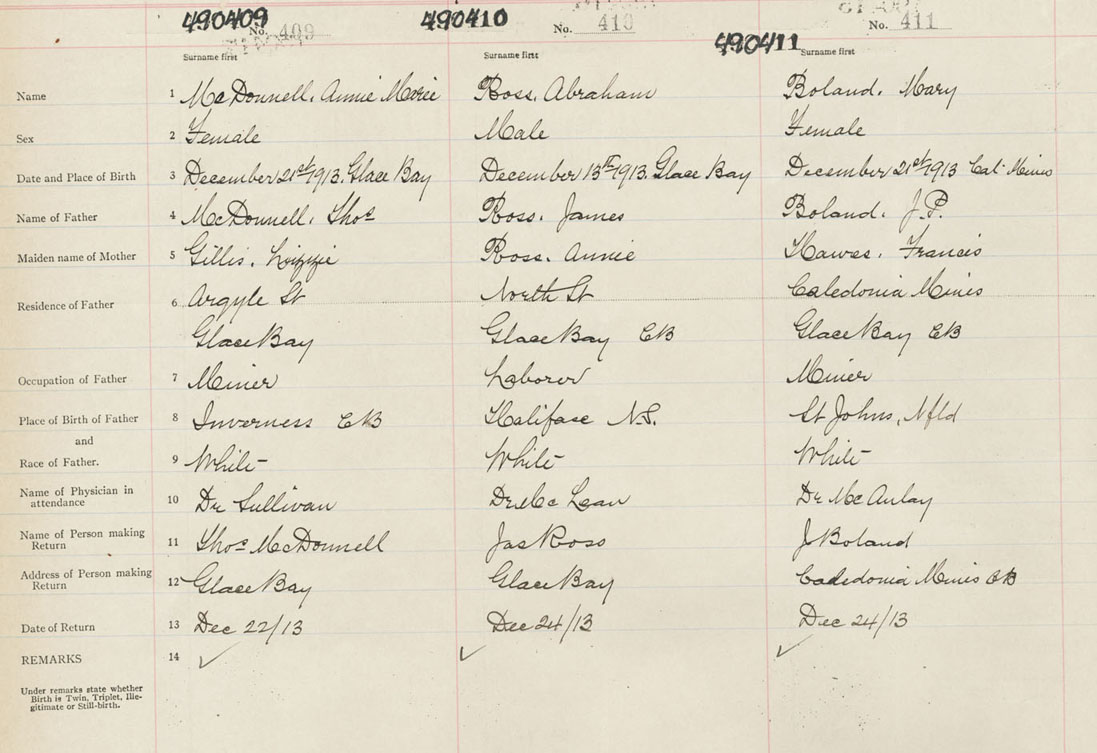 490409 490410 490411
No. 409 No. 410 No. 411
Surname first Surname first Surname first
Name 1 McDonnell, Annie Marie Ross, Abraham Boland, Mary
Sex 2 Female Male Female
Date and Place of Birth 3 December 21st 1913. Glace Bay December 13th 1913. Glace Bay December 21st 1913 Cal. Mines
Name of Father 4 McDonnell, Thos Ross, James Boland, J.P.
Maiden name of Mother 5 Gillis, Lizzie Ross, Annie Hawes, Francis
Residence of Father 6 Argyle St North St Caledonia Mines
Glace Bay Glace Bay CB Glace Bay CB
Occupation of Father 7 Miner Laborer Miner
Place of Birth of Father 8 Inverness CB Halifax N.S. St Johns, Nfld
and
Race of Father. 9 White White White
Name of Physician in attendance 10 Dr Sullivan Dr McLean Dr McAulay
Name of Person making Return 11 Thos McDonnell Jas Ross J Boland
Address of Person making Return 12 Glace Bay Glace Bay Caledonia Mines CB
Date of Return 13 Dec 22/13 Dec 24/13 Dec 24/13
REMARKS 14 ✓ ✓ ✓
Under remarks state whether
Birth is Twin, Triplet, Ille-
gitimate or Still-birth.